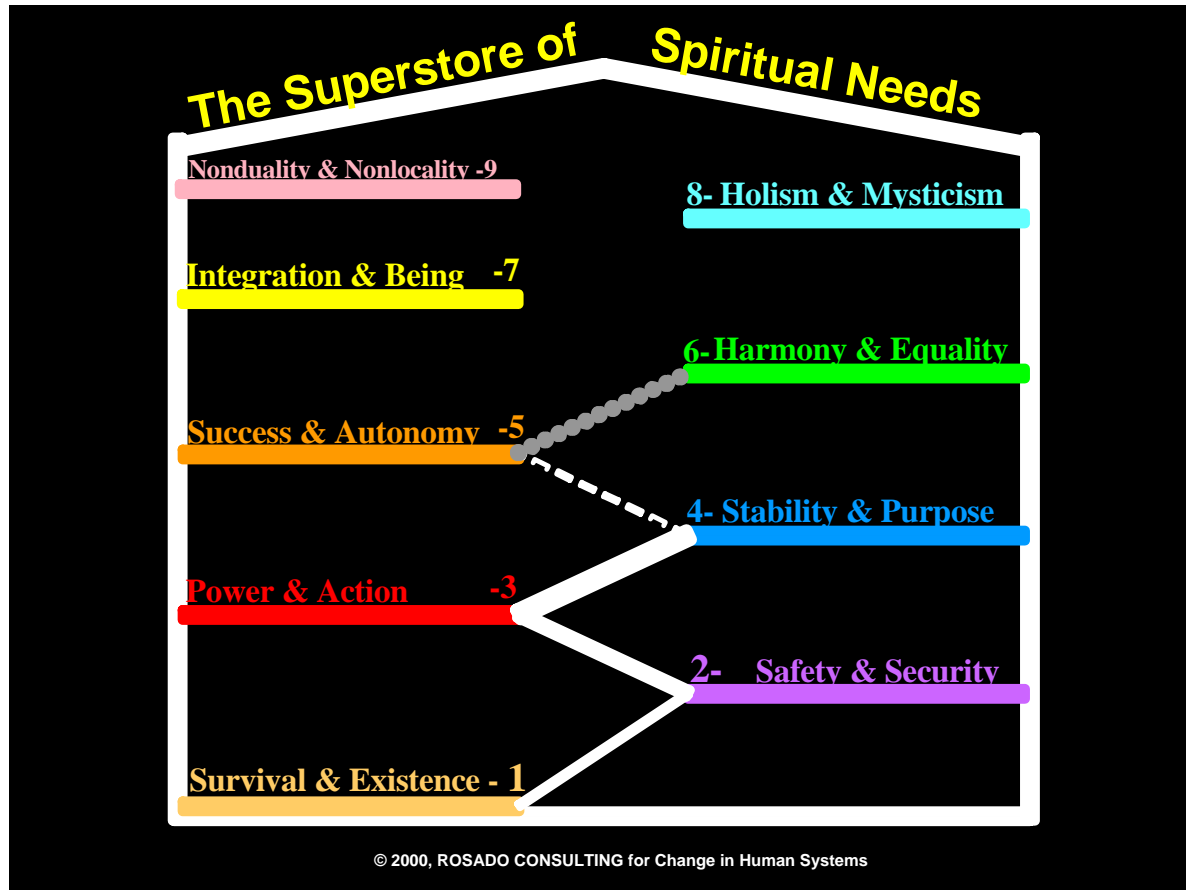 The Superstore of Spiritual Needs
Nonduality & Nonlocality -9
8- Holism & Mysticism
Integration & Being -7
6- Harmony & Equality
Success & Autonomy -5
4- Stability & Purpose
Power & Action -3
2- Safety & Security
Survival & Existence - 1
© 2000, ROSADO CONSULTING for Change in Human Systems